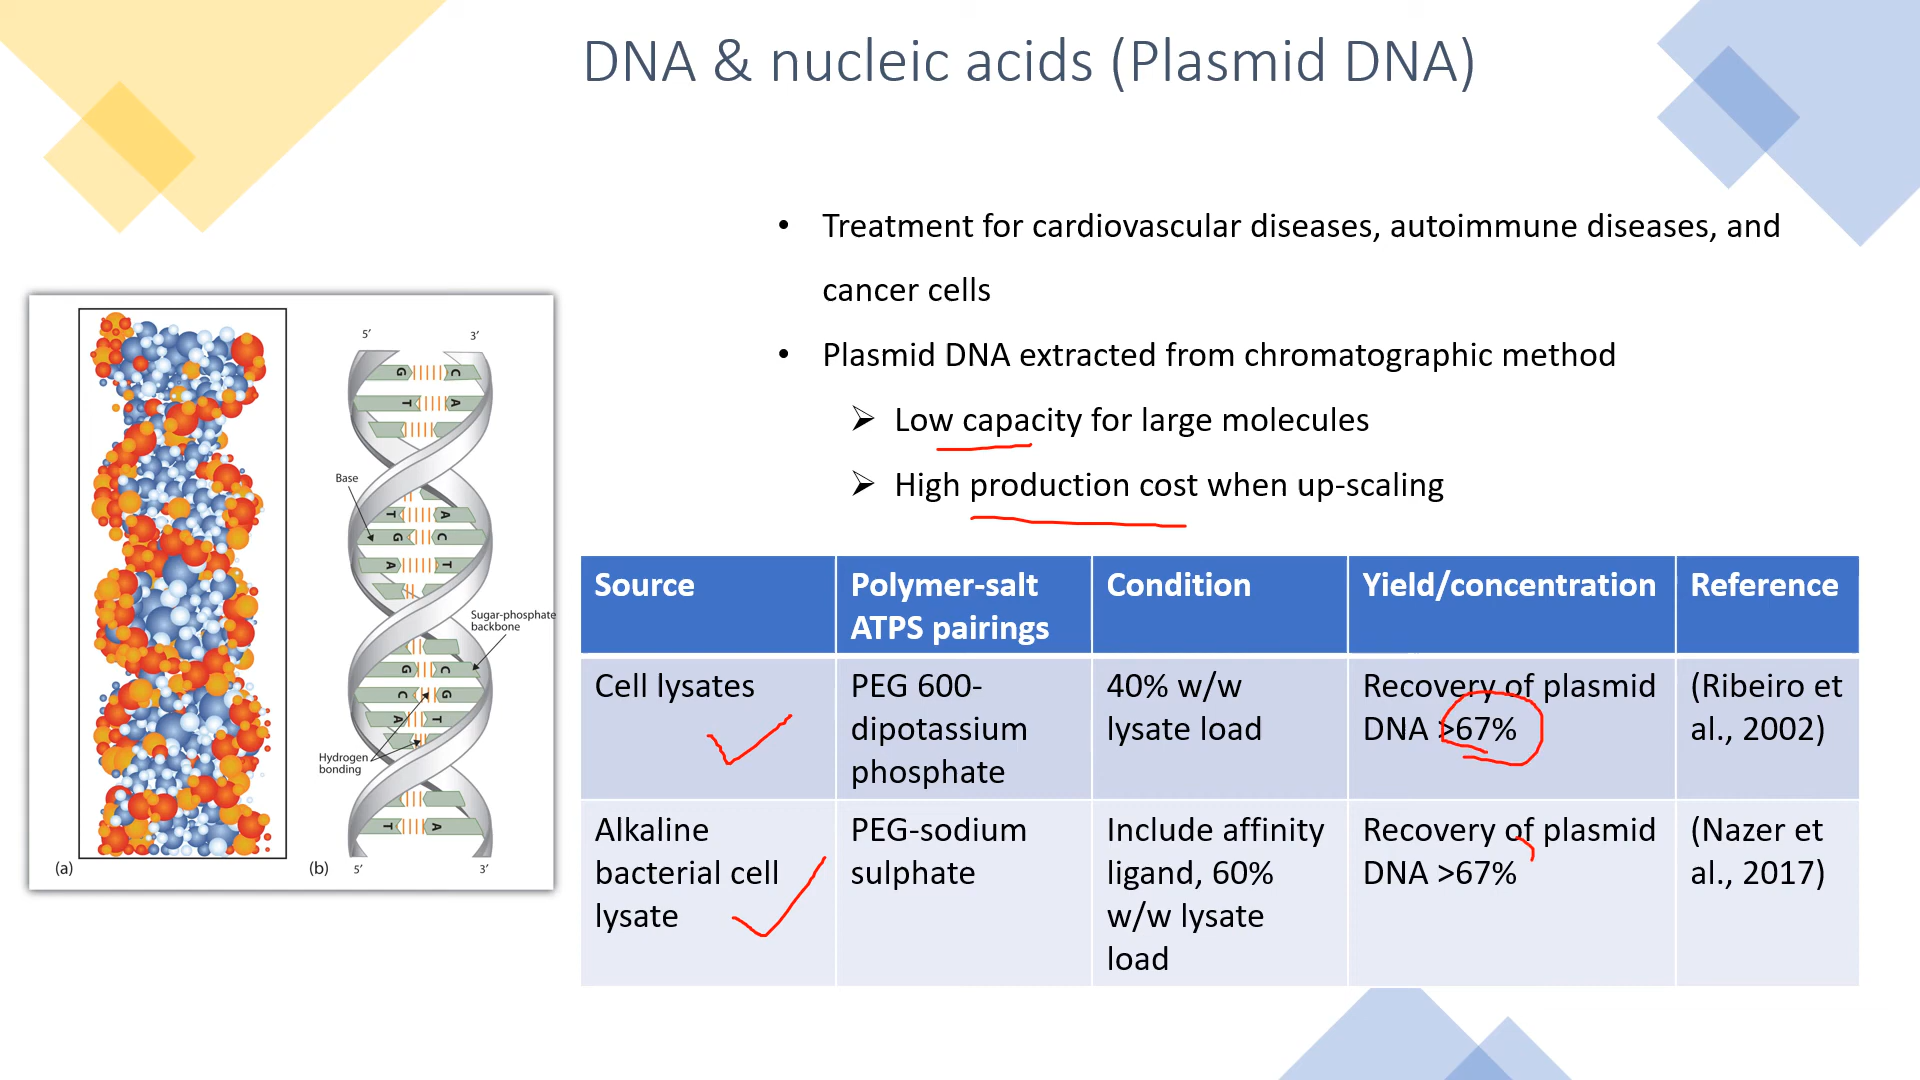 DNA & nucleic acids (Plasmid DNA)
• Treatment for cardiovascular diseases, autoimmune diseases, and
cancer cells
• Plasmid DNA extracted from chromatographic method
➢ Low capacity for large molecules
➢ High production cost when up-scaling
5′ 3′
G C
T A
Base
T A
G C
A T
Sugar-phosphate
backbone
G C
C G
A T
Hydrogen
bonding
T A
(a) (b) 5′ 3′
Source
Polymer-salt
ATPS pairings
Condition
Yield/concentration
Reference
Cell lysates
PEG 600-
dipotassium
phosphate
40% w/w
lysate load
Recovery of plasmid
DNA >67%
(Ribeiro et
al., 2002)
Alkaline
bacterial cell
lysate
PEG-sodium
sulphate
Include affinity
ligand, 60%
w/w lysate
load
Recovery of plasmid
DNA >67%
(Nazer et
al., 2017)